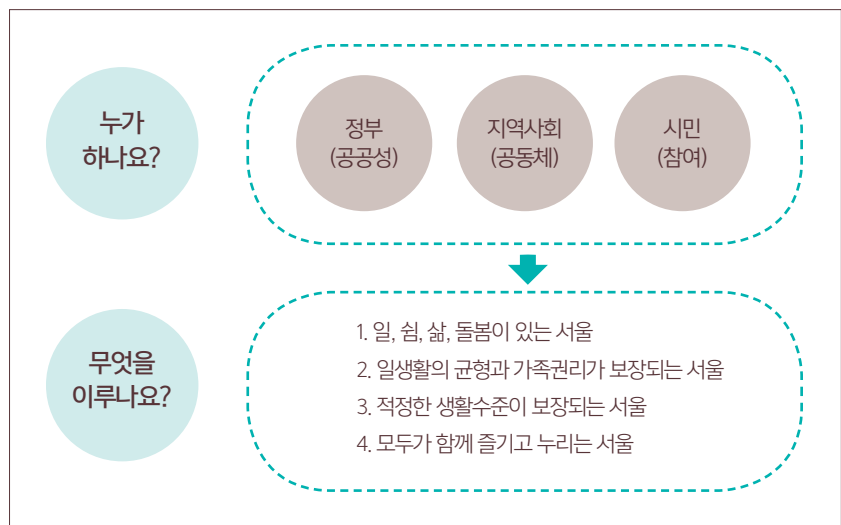 누가
하나요?
정부
(공공성)
지역사회
(공동체)
시민
(참여)
무엇을
이루나요?
1. 일, 쉼, 삶, 돌봄이 있는 서울
2. 일생활의 균형과 가족권리가 보장되는 서울
3. 적정한 생활수준이 보장되는 서울
4. 모두가 함께 즐기고 누리는 서울